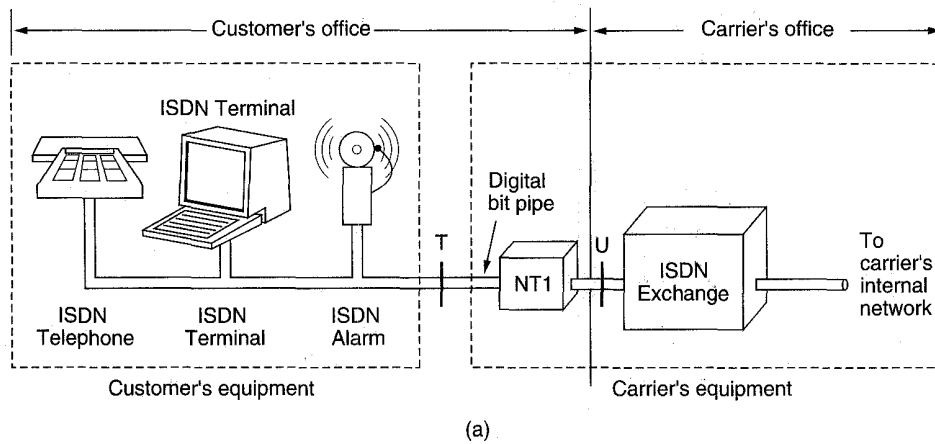 Customer's office
Carrier's office
ISDN Terminal
Digital
bit pipe
T
U
NT1
ISDN
Exchange
To
carrier's
internal
network
ISDN
Telephone
ISDN
Terminal
ISDN
Alarm
Customer's equipment
Carrier's equipment
(a)